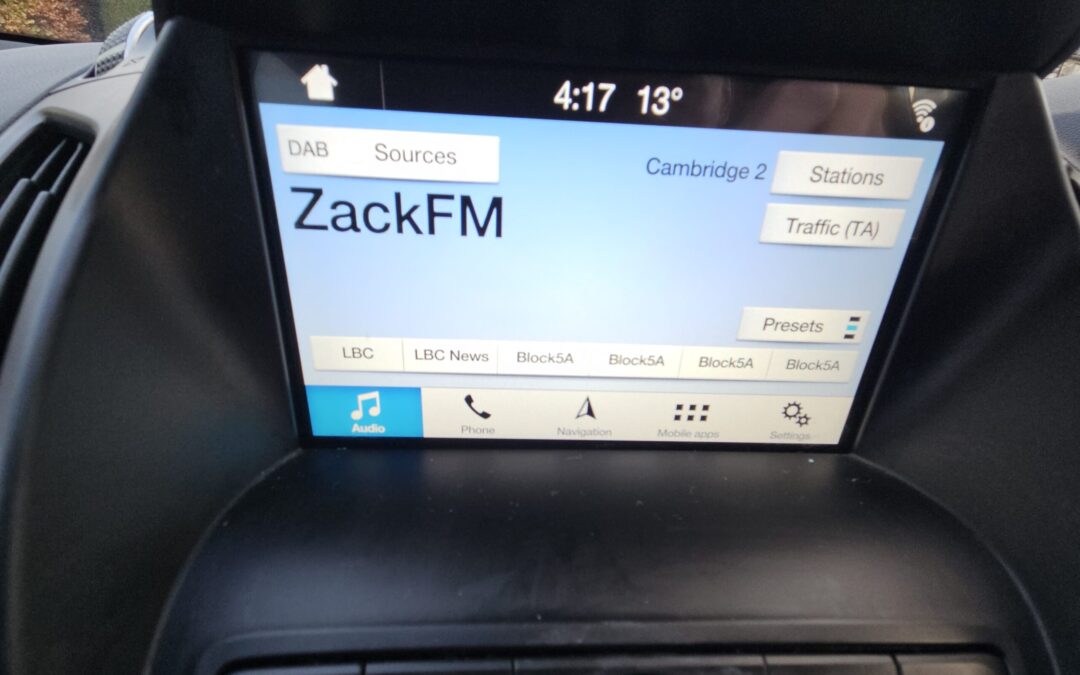 4:17 13°
DAB Sources
Cambridge 2 Stations
ZackFM
Traffic (TA)
Presets
LBC LBC News Block5A Block5A Block5A Block5A
Audio Phone Navigation Mobile apps Settings